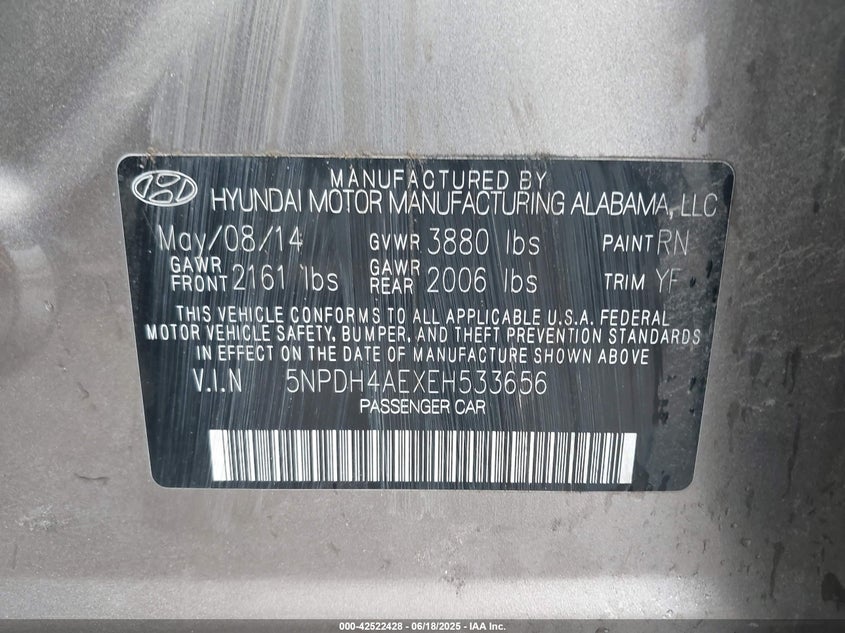 MANUFACTURED BY
HYUNDAI MOTOR MANUFACTURING ALABAMA, LLC
May/08/14 GVWR 3880 lbs PAINT RN
GAWR FRONT 2161 lbs GAWR REAR 2006 lbs TRIM YF
THIS VEHICLE CONFORMS TO ALL APPLICABLE U.S.A. FEDERAL
MOTOR VEHICLE SAFETY, BUMPER, AND THEFT PREVENTION STANDARDS
IN EFFECT ON THE DATE OF MANUFACTURE SHOWN ABOVE
V.I.N 5NPDH4AEXEH533656
PASSENGER CAR
000-42522428 - 06/18/2025 - IAA Inc.